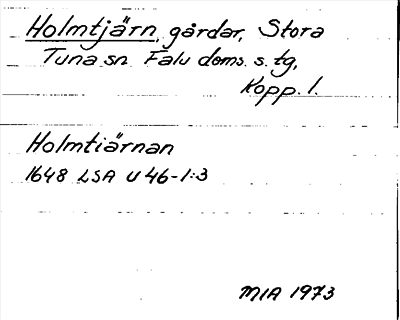 Holmtjärn, gårdar, Stora
Tuna sn Falu doms. s. tg,
Kopp. l.
Holmtiärnan
1648 LSA U 46-1:3
MIA 1973